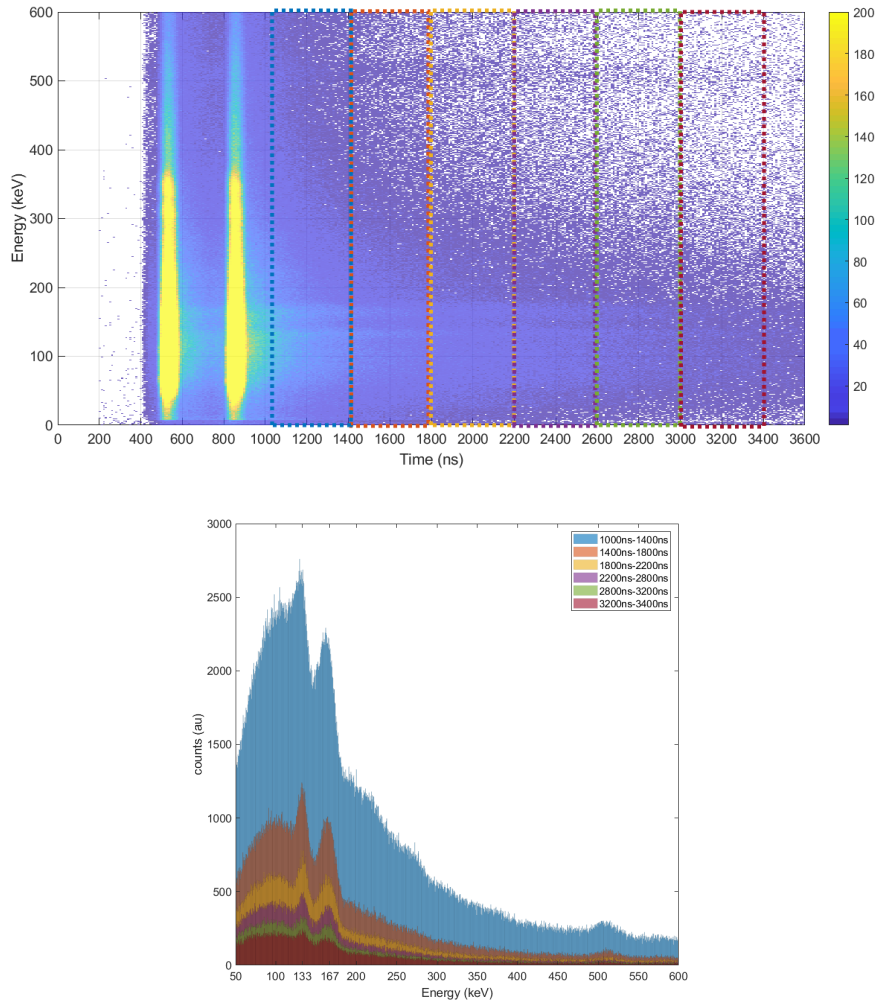 600
500
400
300
200
100
0
Energy (keV)
0 200 400 600 800 1000 1200 1400 1600 1800 2000 2200 2400 2600 2800 3000 3200 3400 3600
Time (ns)
200
180
160
140
120
100
80
60
40
20
3000
2500
2000
1500
1000
500
0
counts (au)
1000ns-1400ns
1400ns-1800ns
1800ns-2200ns
2200ns-2800ns
2800ns-3200ns
3200ns-3400ns
50 100 133 167 200 250 300 350 400 450 500 550 600
Energy (keV)